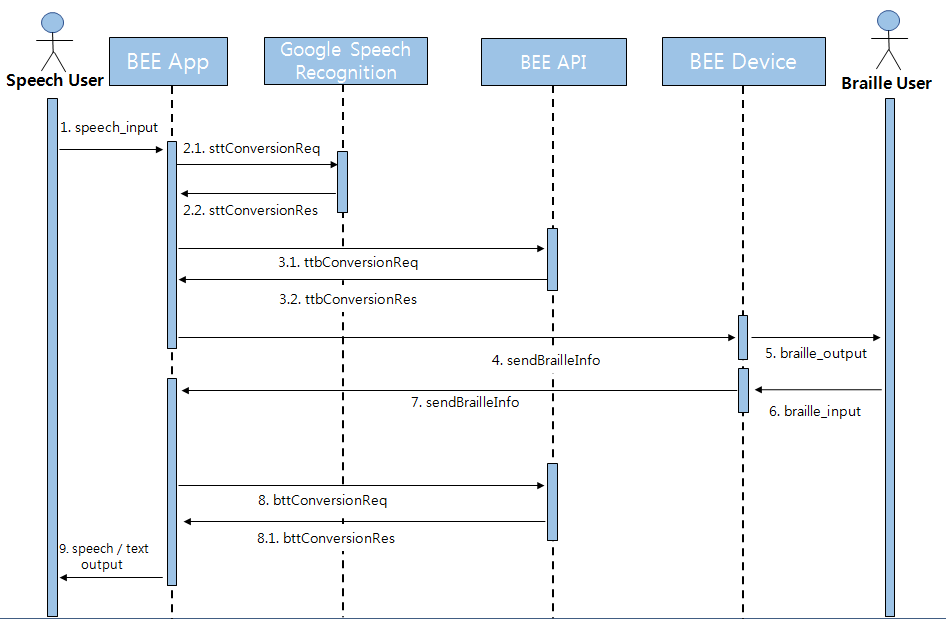 Speech User
BEE App
Google Speech
Recognition
BEE API
BEE Device
Braille User
1. speech_input
2.1. sttConversionReq
2.2. sttConversionRes
3.1. ttbConversionReq
3.2. ttbConversionRes
4. sendBrailleInfo
5. braille_output
7. sendBrailleInfo
6. braille_input
8. bttConversionReq
8.1. bttConversionRes
9. speech / text
output